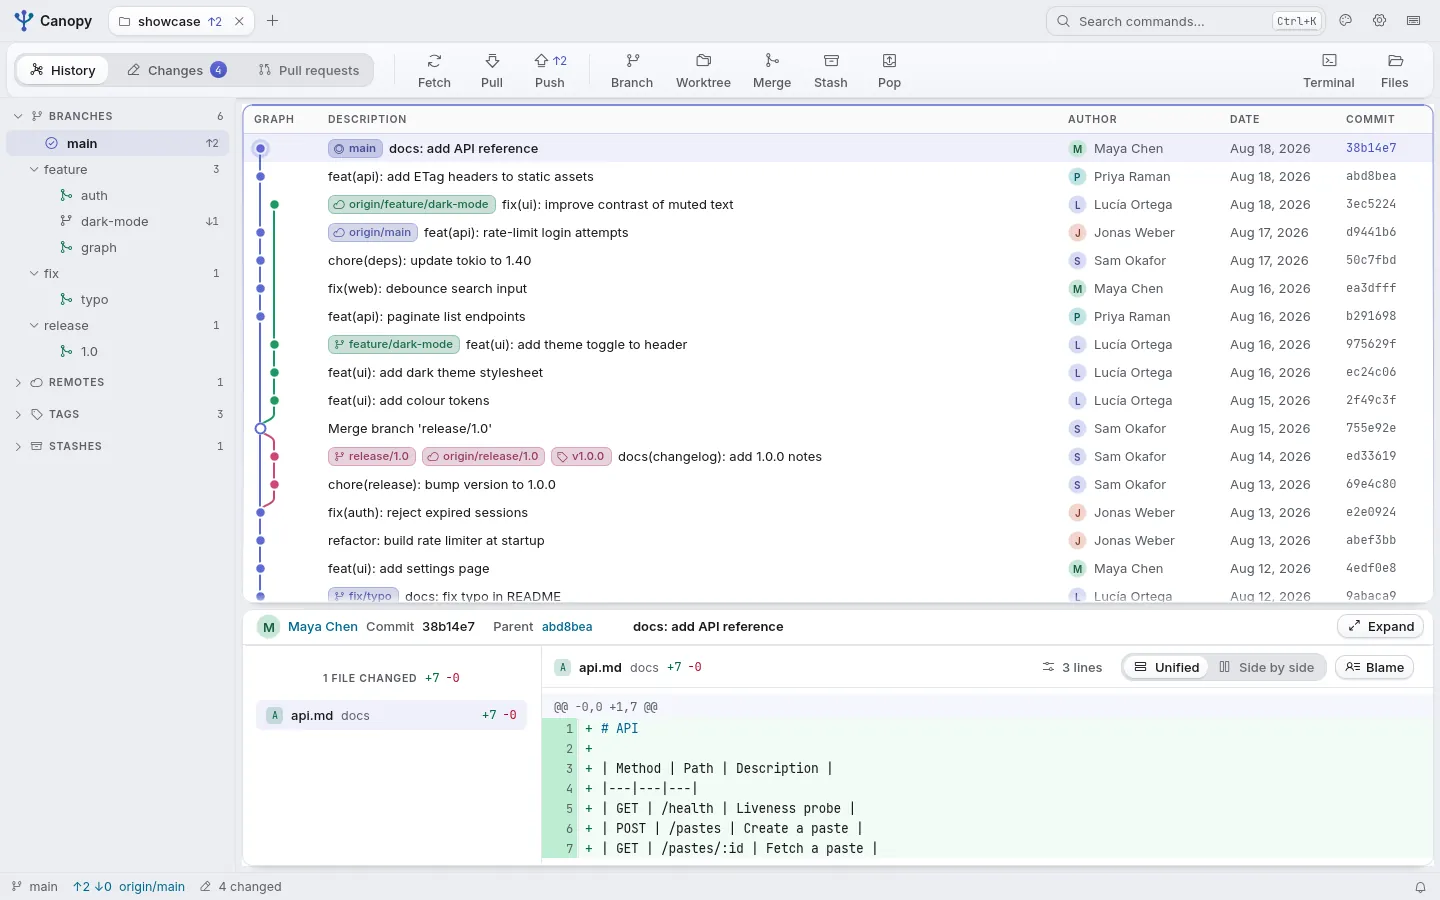 Canopy
showcase ↑2
Search commands... Ctrl+K
History Changes 4 Pull requests
Fetch Pull ↑2 Push Branch Worktree Merge Stash Pop Terminal Files
BRANCHES 6
main ↑2
feature 3
auth
dark-mode ↓1
graph
fix 1
typo
release 1
1.0
REMOTES 1
TAGS 3
STASHES 1
GRAPH DESCRIPTION AUTHOR DATE COMMIT
main docs: add API reference M Maya Chen Aug 18, 2026 38b14e7
feat(api): add ETag headers to static assets P Priya Raman Aug 18, 2026 abd8bea
origin/feature/dark-mode fix(ui): improve contrast of muted text L Lucía Ortega Aug 18, 2026 3ec5224
origin/main feat(api): rate-limit login attempts J Jonas Weber Aug 17, 2026 d9441b6
chore(deps): update tokio to 1.40 S Sam Okafor Aug 17, 2026 50c7fbd
fix(web): debounce search input M Maya Chen Aug 16, 2026 ea3dfff
feat(api): paginate list endpoints P Priya Raman Aug 16, 2026 b291698
feature/dark-mode feat(ui): add theme toggle to header L Lucía Ortega Aug 16, 2026 975629f
feat(ui): add dark theme stylesheet L Lucía Ortega Aug 16, 2026 ec24c06
feat(ui): add colour tokens L Lucía Ortega Aug 15, 2026 2f49c3f
Merge branch 'release/1.0' S Sam Okafor Aug 15, 2026 755e92e
release/1.0 origin/release/1.0 v1.0.0 docs(changelog): add 1.0.0 notes S Sam Okafor Aug 14, 2026 ed33619
chore(release): bump version to 1.0.0 S Sam Okafor Aug 13, 2026 69e4c80
fix(auth): reject expired sessions J Jonas Weber Aug 13, 2026 e2e0924
refactor: build rate limiter at startup J Jonas Weber Aug 13, 2026 abef3bb
feat(ui): add settings page M Maya Chen Aug 12, 2026 4edf0e8
fix/typo docs: fix typo in README L Lucía Ortega Aug 12, 2026 9abaca9
M Maya Chen Commit 38b14e7 Parent abd8bea docs: add API reference Expand
1 FILE CHANGED +7 -0
A api.md docs +7 -0
A api.md docs +7 -0 3 lines Unified Side by side Blame
@@ -0,0 +1,7 @@
1 + # API
2 +
3 + | Method | Path | Description |
4 + |---|---|---|
5 + | GET | /health | Liveness probe |
6 + | POST | /pastes | Create a paste |
7 + | GET | /pastes/:id | Fetch a paste |
main ↑2 ↓0 origin/main 4 changed